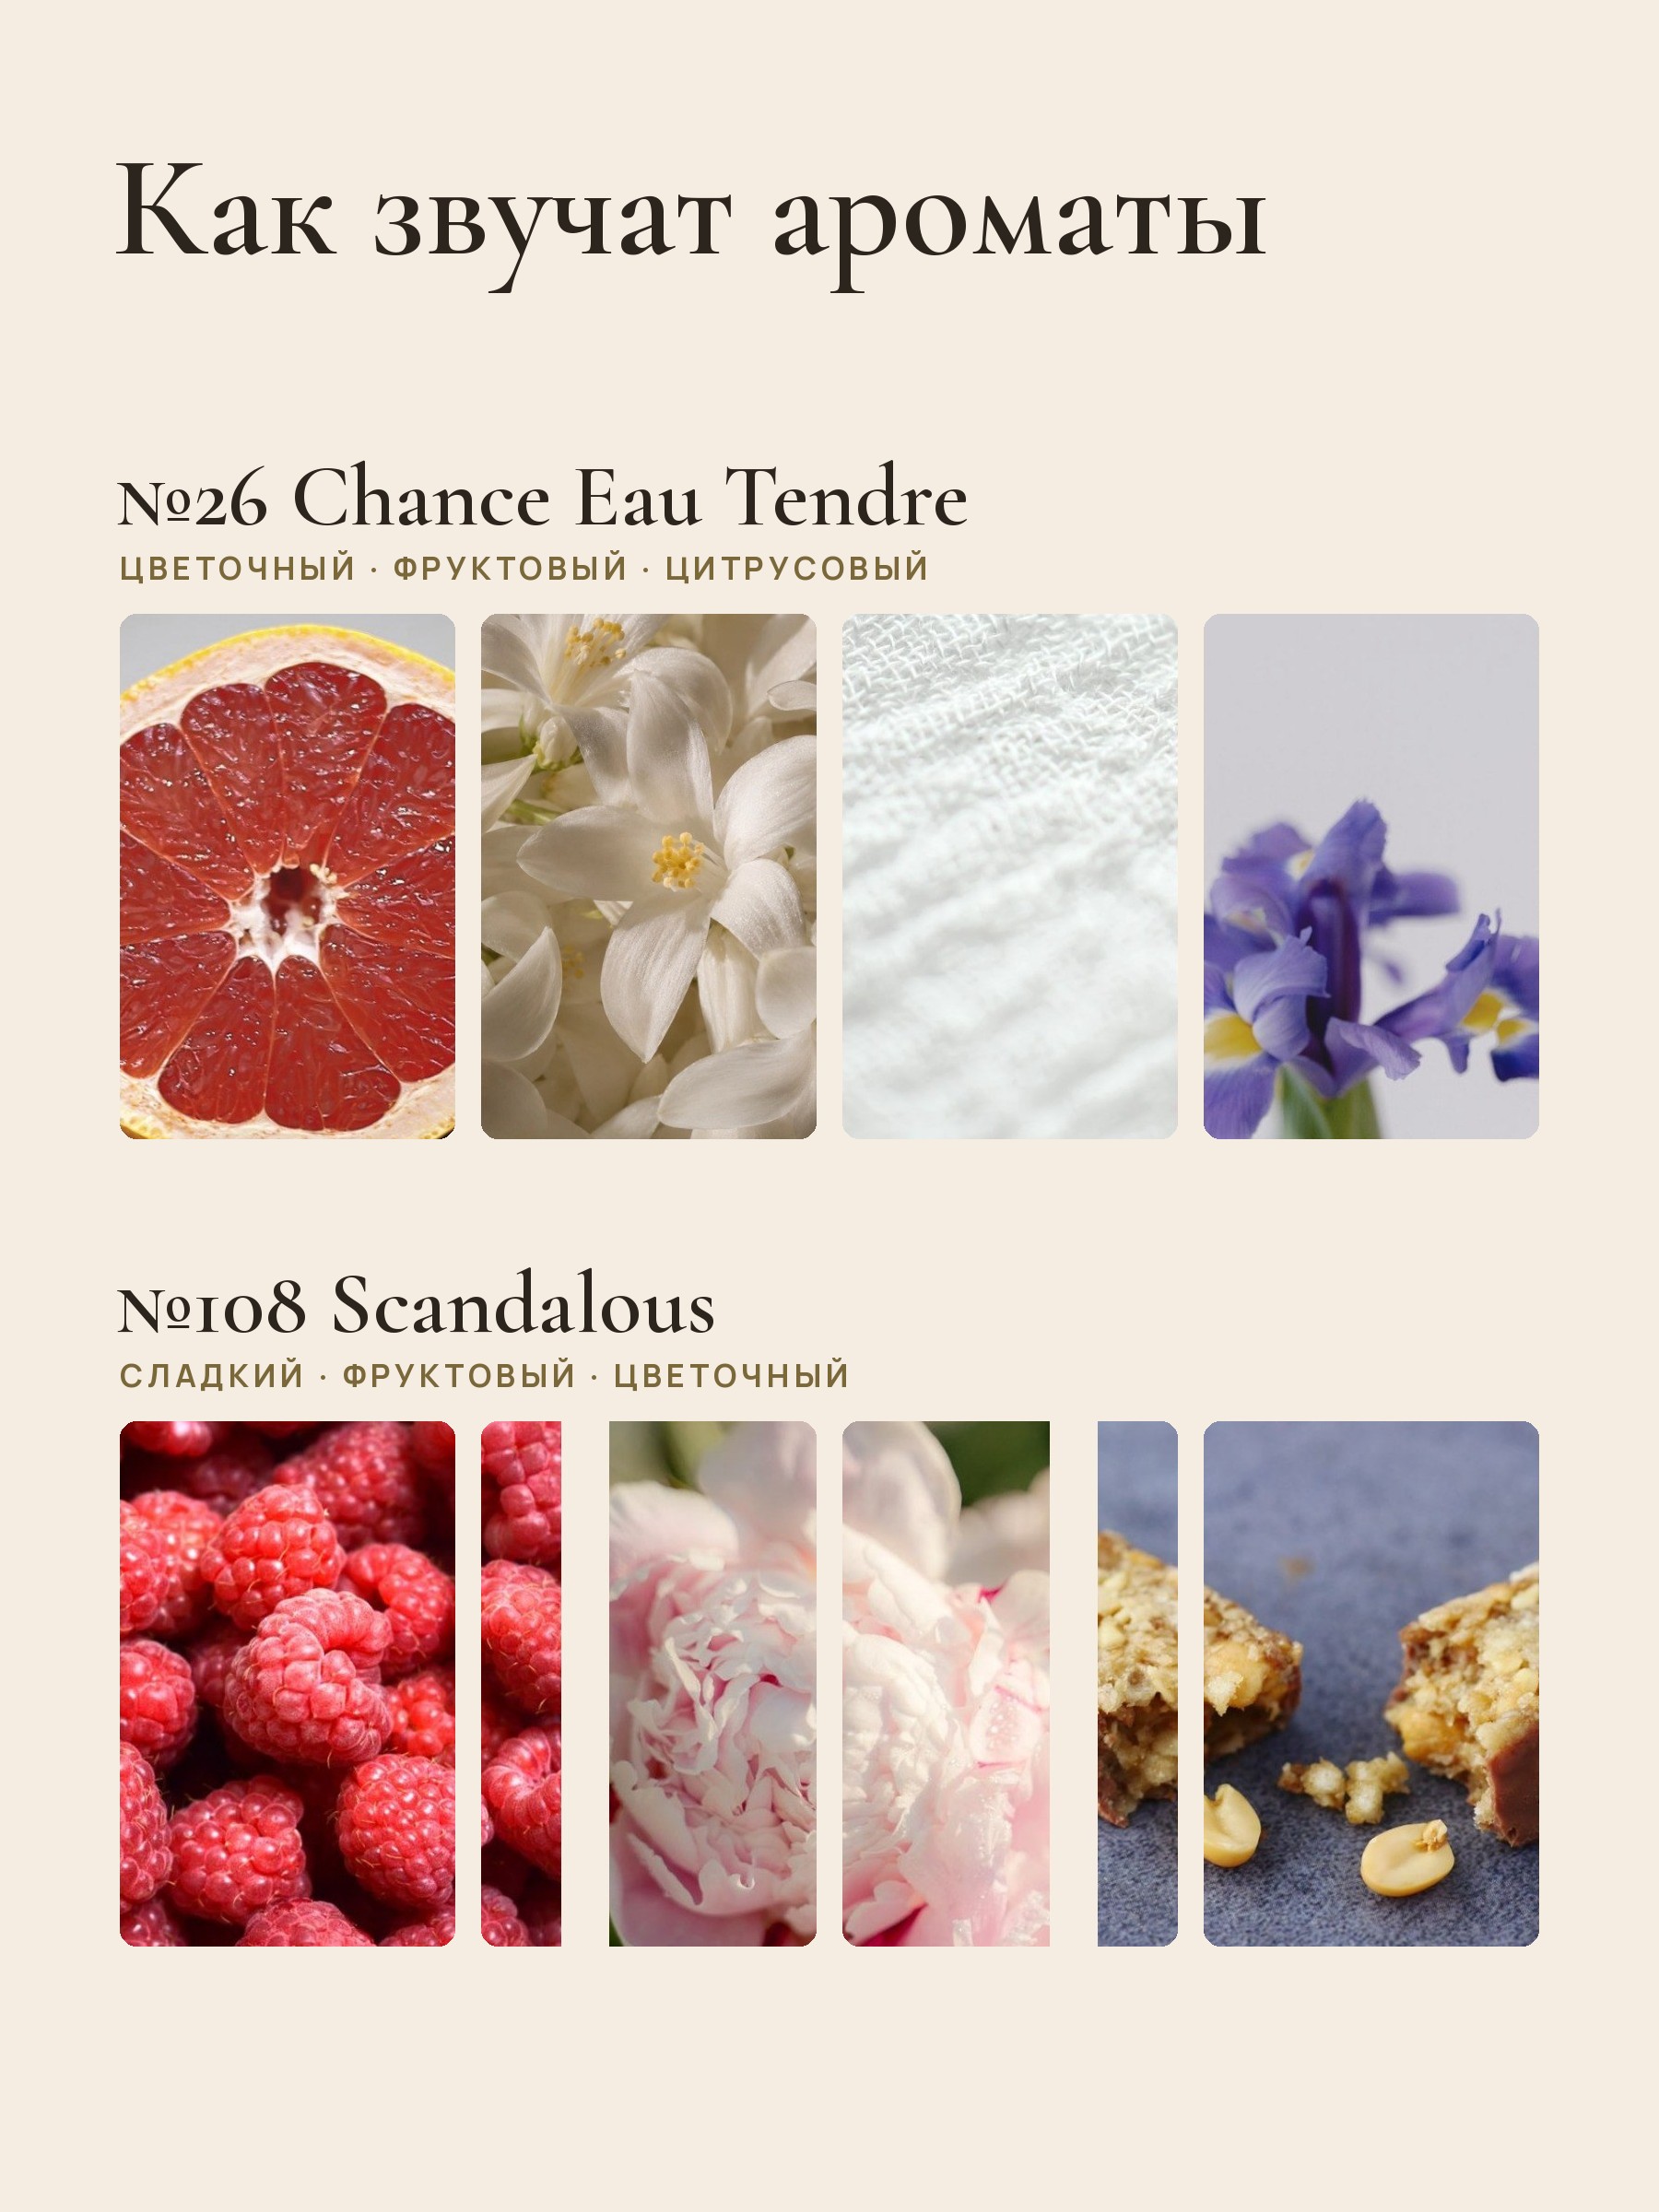 Как звучат ароматы
№26 Chance Eau Tendre
ЦВЕТОЧНЫЙ · ФРУКТОВЫЙ · ЦИТРУСОВЫЙ
№108 Scandalous
СЛАДКИЙ · ФРУКТОВЫЙ · ЦВЕТОЧНЫЙ